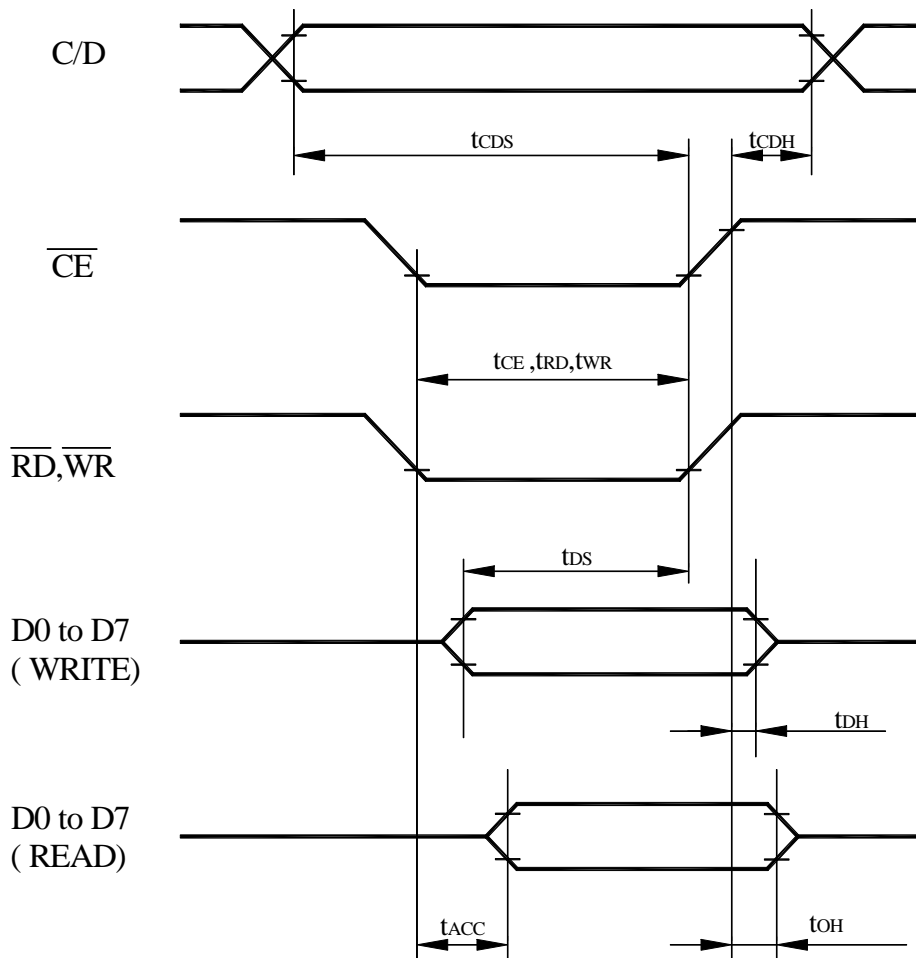 C/D
tCDS
tCDH
CE
tCE ,tRD,tWR
RD,WR
tDS
D0 to D7
( WRITE)
tDH
D0 to D7
( READ)
tACC
tOH